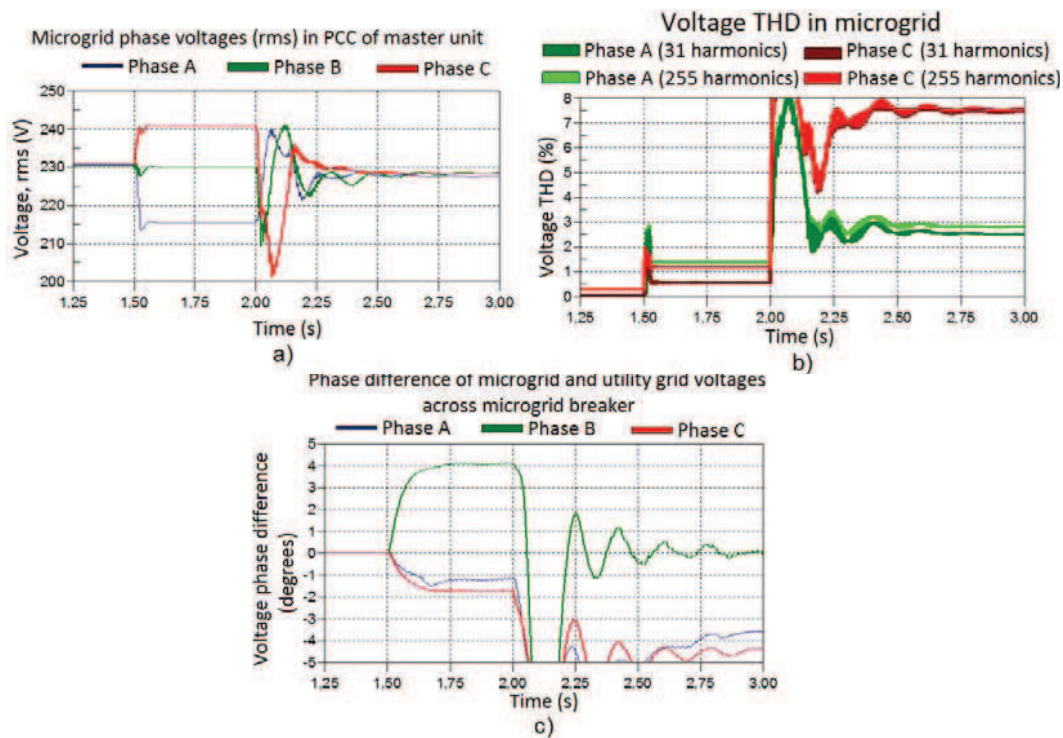 Microgrid phase voltages (rms) in PCC of master unit
Phase A Phase B Phase C
Voltage, rms (V)
250
240
230
220
210
200
1.25 1.50 1.75 2.00 2.25 2.50 2.75 3.00
Time (s)
a)
Voltage THD in microgrid
Phase A (31 harmonics) Phase C (31 harmonics)
Phase A (255 harmonics) Phase C (255 harmonics)
Voltage THD (%)
8
7
6
5
4
3
2
1
0
1.25 1.50 1.75 2.00 2.25 2.50 2.75 3.00
Time (s)
b)
Phase difference of microgrid and utility grid voltages
across microgrid breaker
Phase A Phase B Phase C
Voltage phase difference
(degrees)
5
4
3
2
1
0
-1
-2
-3
-4
-5
1,25 1,50 1.75 2.00 2.25 2.50 2.75 3.00
Time (s)
c)